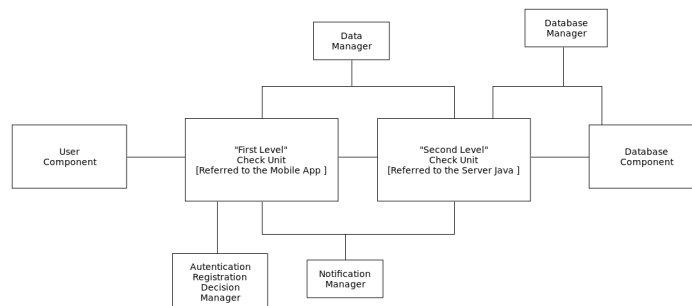 Data
Manager
Database
Manager
User
Component
"First Level"
Check Unit
[Referred to the Mobile App ]
"Second Level"
Check Unit
[Referred to the Server Java ]
Database
Component
Autentication
Registration
Decision
Manager
Notification
Manager